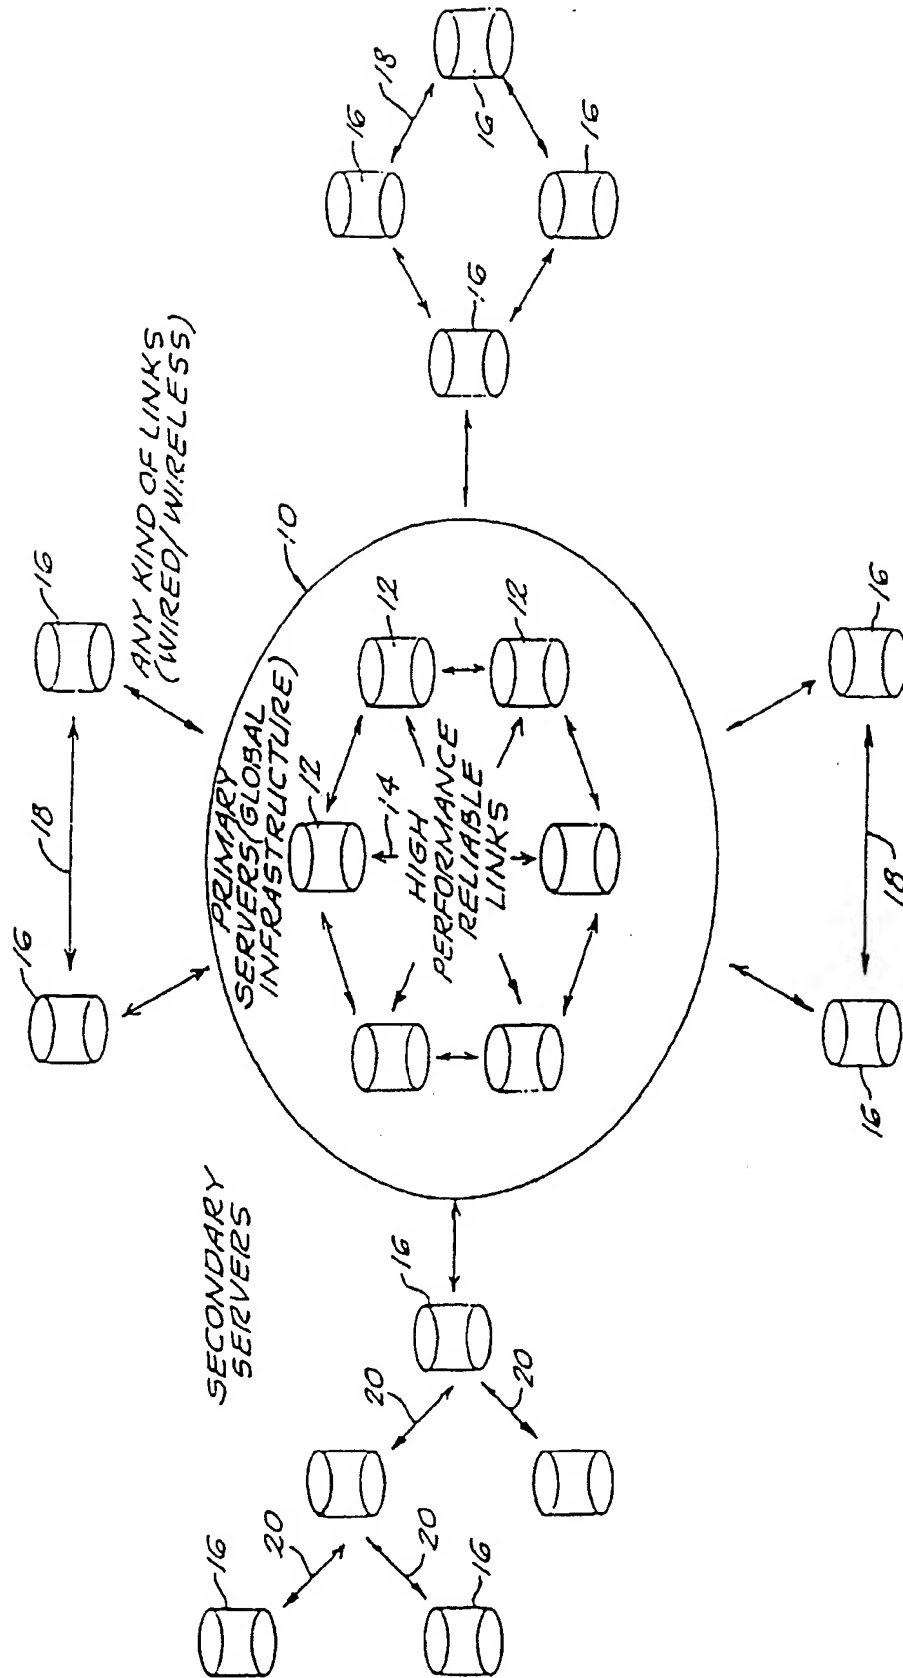 16
16
18
ANY KIND OF LINKS
(WIRED/WIRELESS)
SECONDARY
SERVERS
PRIMARY
SERVERS(GLOBAL
INFRASTRUCTURE)
16
20
10
12
16
20
14
12
18
16
HIGH
PERFORMANCE
RELIABLE
LINKS
20
16
16
16
12
20
16
16
16
18